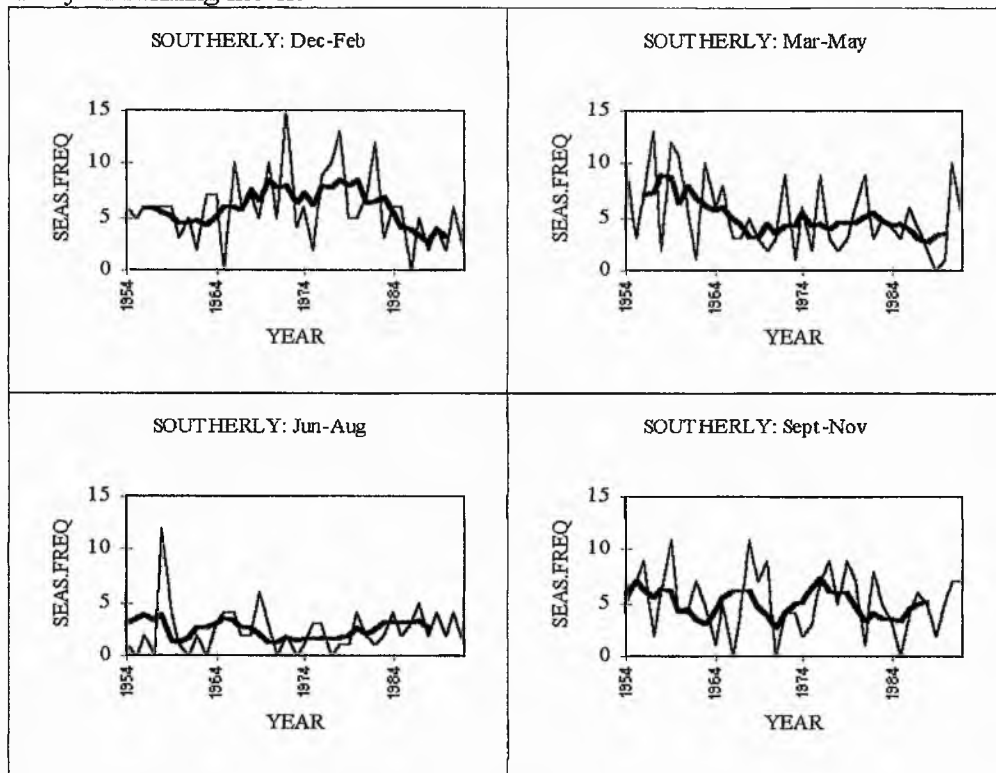 SOUTHERLY: Dec-Feb
15
10
5
0
SEAS.FREQ
1954
1964
1974
1984
YEAR
SOUTHERLY: Mar-May
15
10
5
0
SEAS.FREQ
1954
1964
1974
1984
YEAR
SOUTHERLY: Jun-Aug
15
10
5
0
SEAS.FREQ
1954
1964
1974
1984
YEAR
SOUTHERLY: Sept-Nov
15
10
5
0
SEAS.FREQ
1954
1964
1974
1984
YEAR